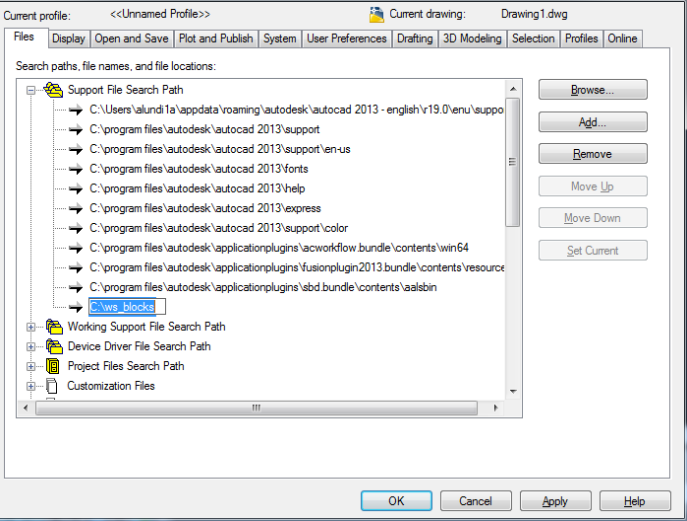 Current profile: <<Unnamed Profile>> Current drawing: Drawing1.dwg
Files Display Open and Save Plot and Publish System User Preferences Drafting 3D Modeling Selection Profiles Online
Search paths, file names, and file locations:
Support File Search Path
C:\Users\alundi1a\appdata\roaming\autodesk\autocad 2013 - english\r19.0\enu\suppo
C:\program files\autodesk\autocad 2013\support
C:\program files\autodesk\autocad 2013\support\en-us
C:\program files\autodesk\autocad 2013\fonts
C:\program files\autodesk\autocad 2013\help
C:\program files\autodesk\autocad 2013\express
C:\program files\autodesk\autocad 2013\support\color
C:\program files\autodesk\applicationplugins\acworkflow.bundle\contents\win64
C:\program files\autodesk\applicationplugins\fusionplugin2013.bundle\contents\resource
C:\program files\autodesk\applicationplugins\sbd.bundle\contents\aalsbin
C:\ws_blocks
Working Support File Search Path
Device Driver File Search Path
Project Files Search Path
Customization Files
Browse...
Add...
Remove
Move Up
Move Down
Set Current
OK Cancel Apply Help